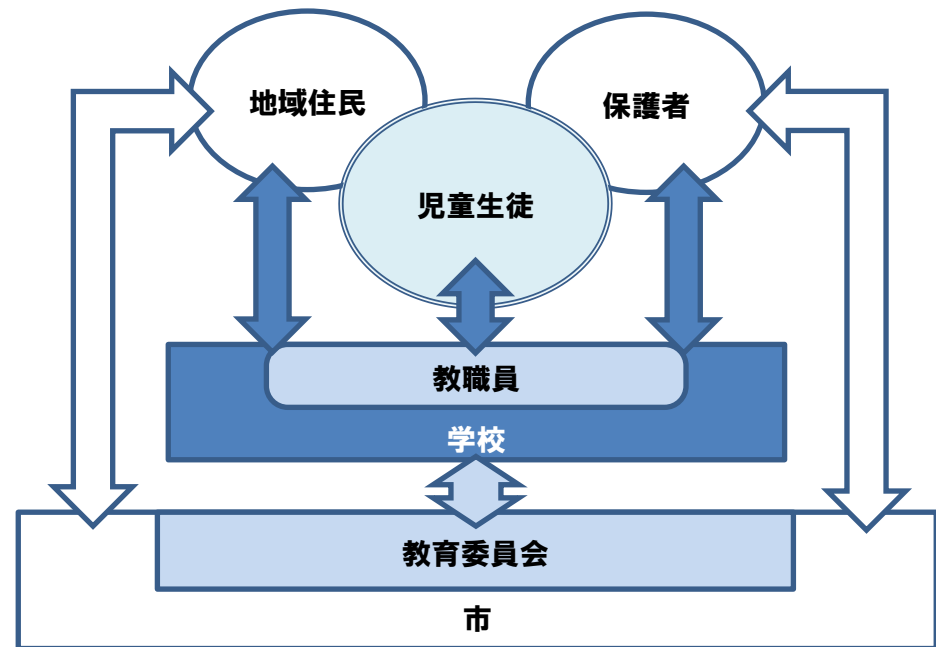 地域住民
保護者
児童生徒
教職員
学校
教育委員会
市